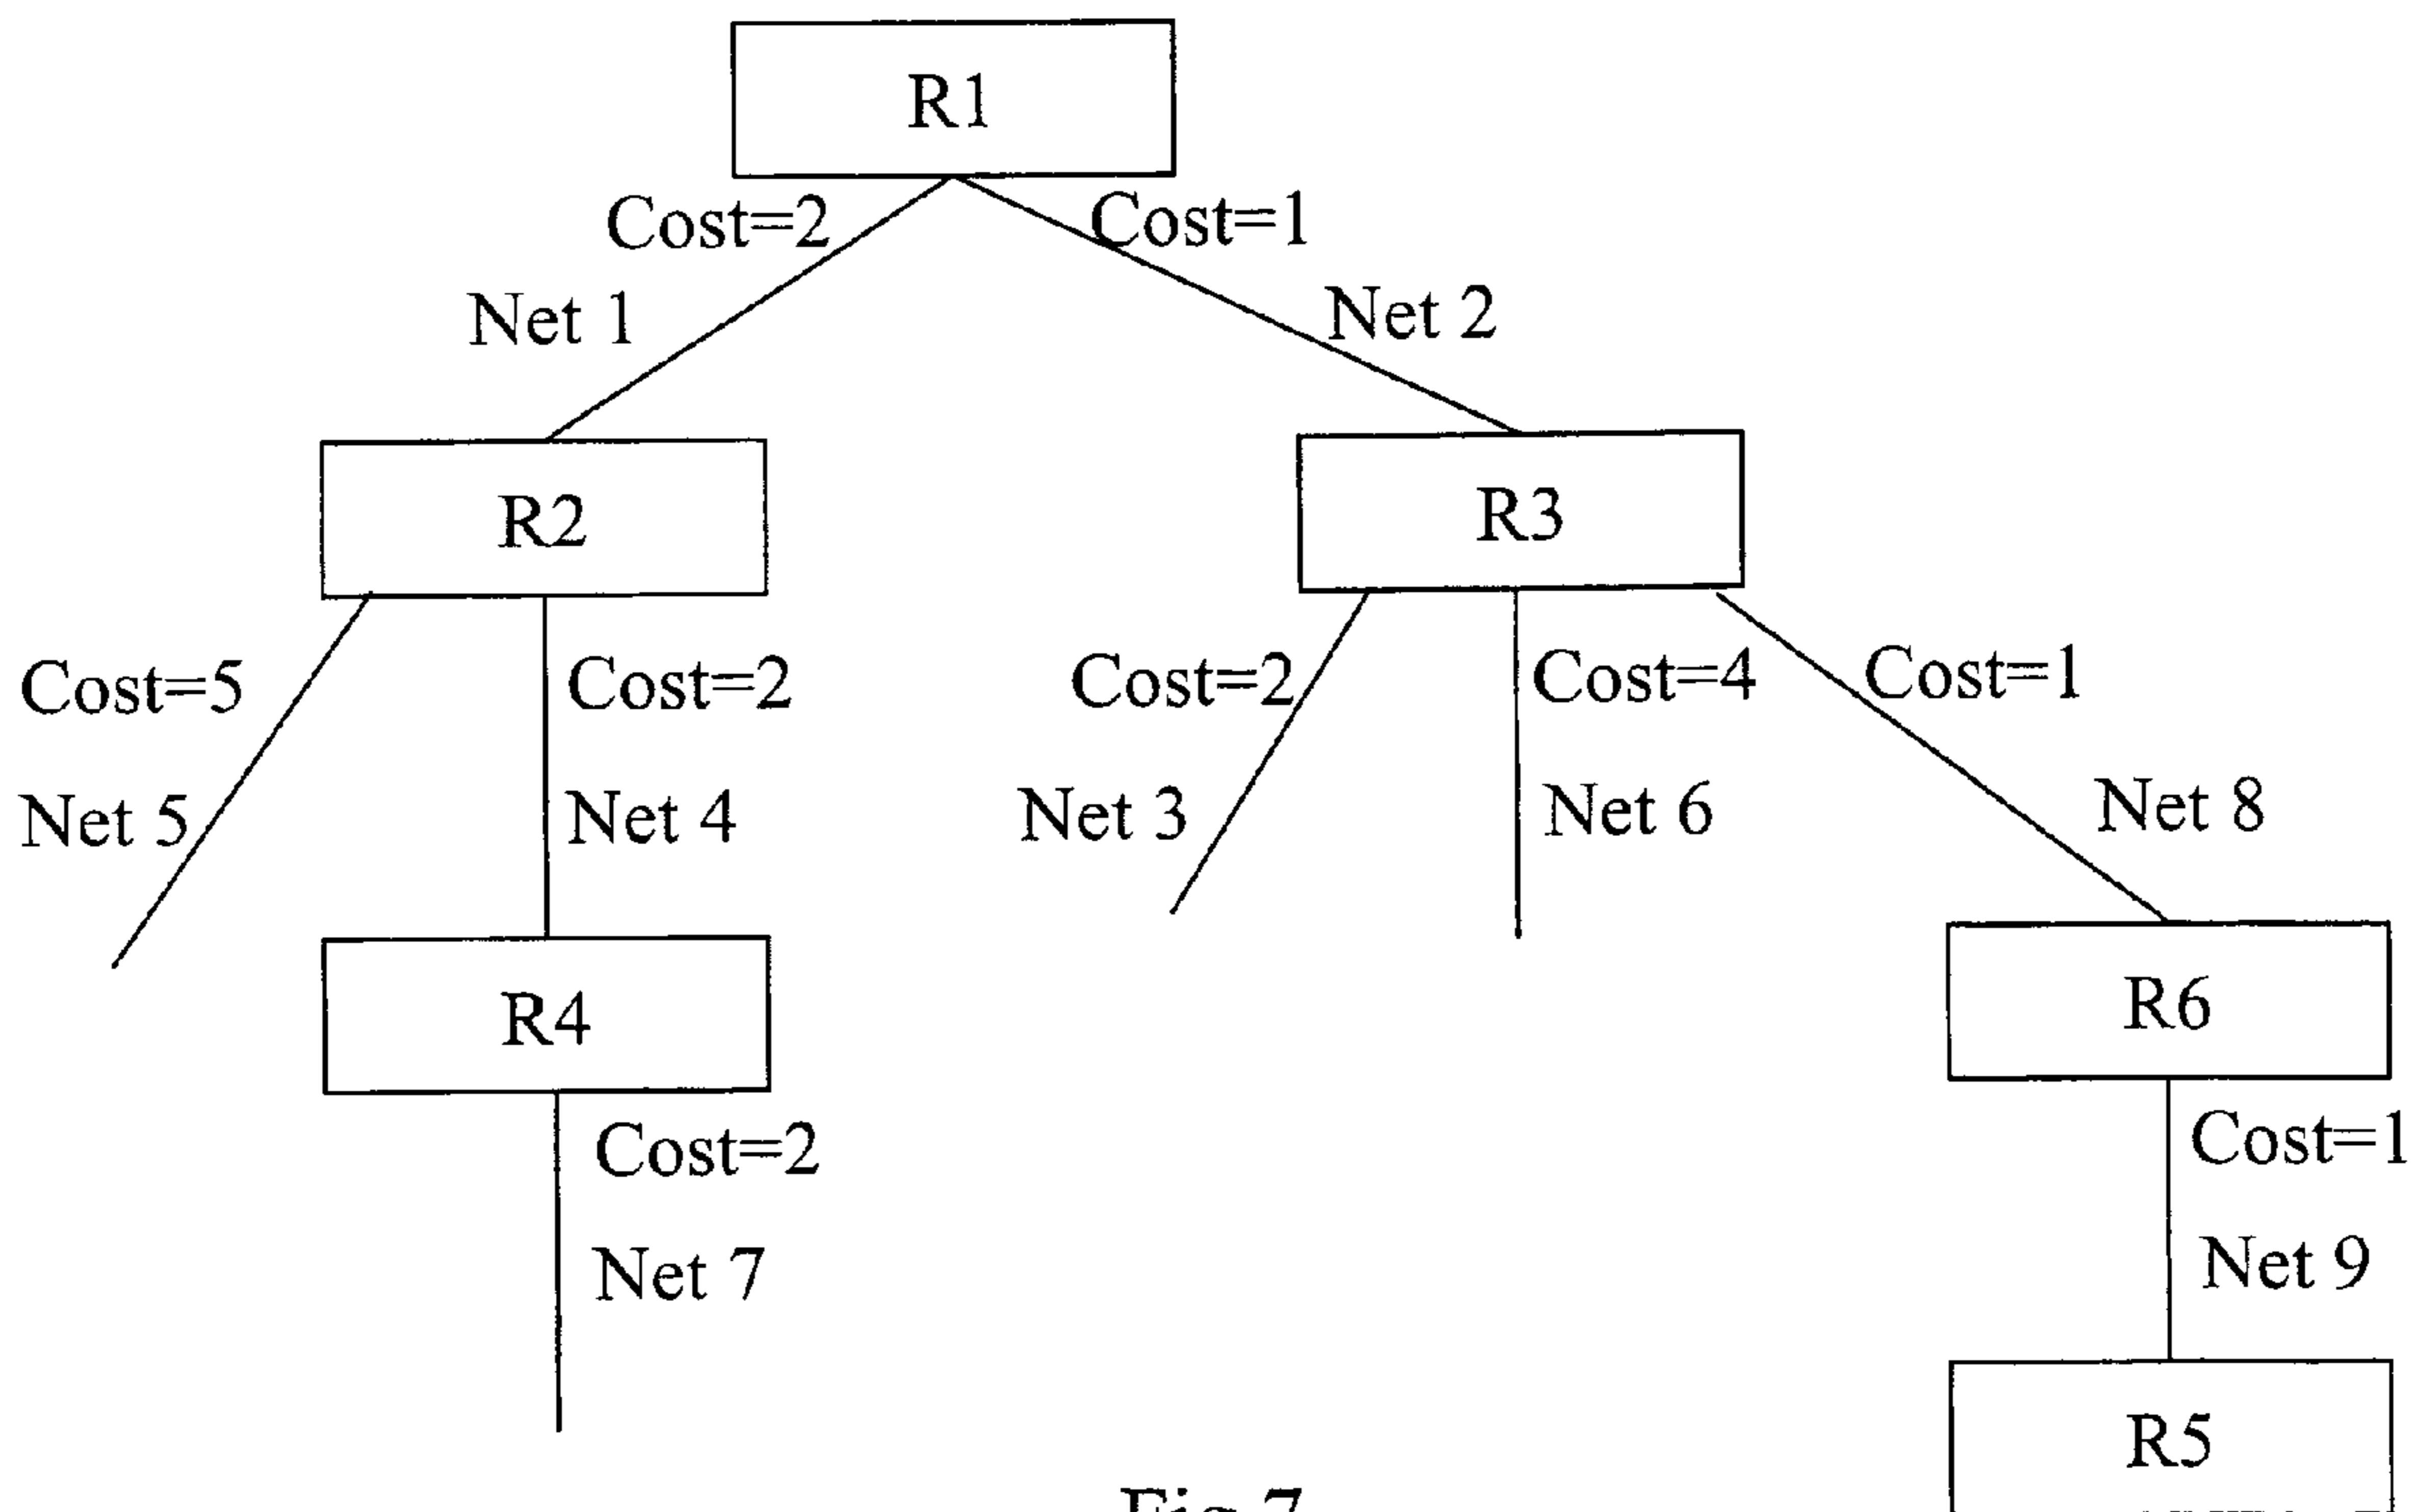 R1
Cost=2
Cost=1
Net 1
Net 2
R2
R3
Cost=5
Cost=2
Cost=2
Cost=4
Cost=1
Net 5
Net 4
Net 3
Net 6
Net 8
R4
R6
Cost=2
Cost=1
Net 7
Net 9
R5